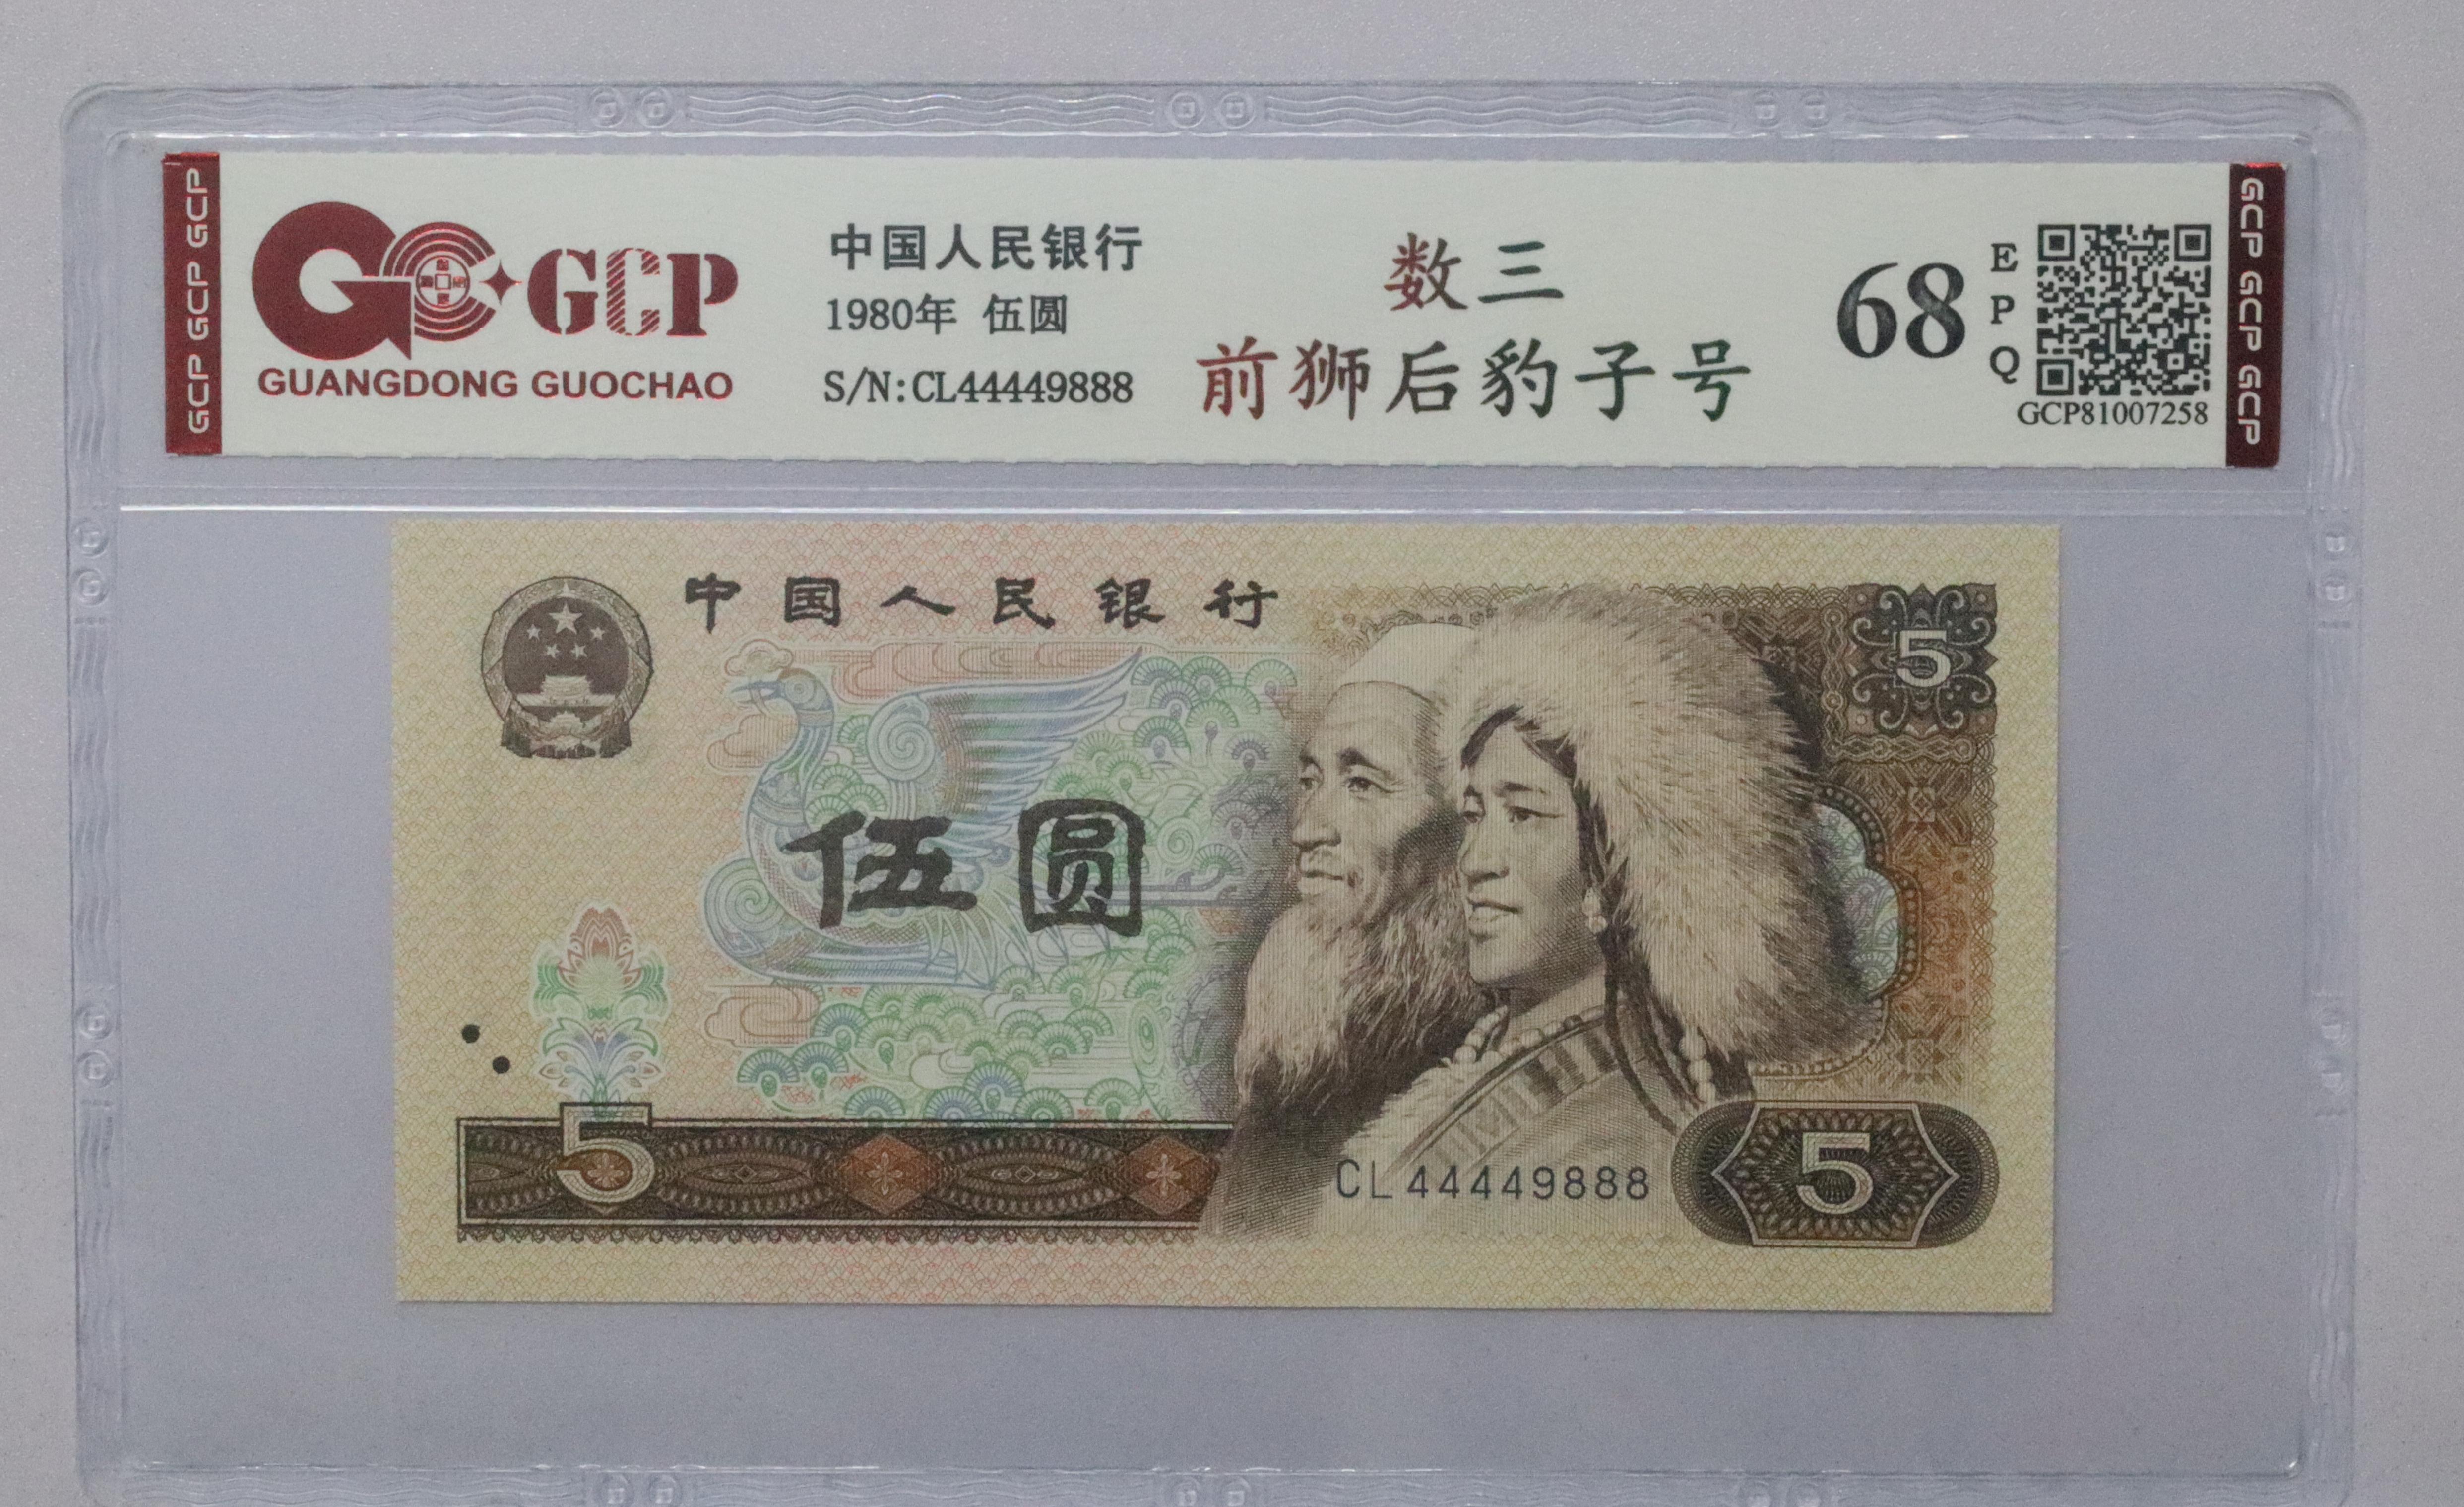 GCP GCP GCP
GCP
GUANGDONG GUOCHAO
中国人民银行
1980年 伍圆
S/N:CL44449888
数三
前狮后豹子号
68
EPQ
GCP81007258
GCP GCP GCP
中国人民银行
5
伍圆
5
CL44449888
5